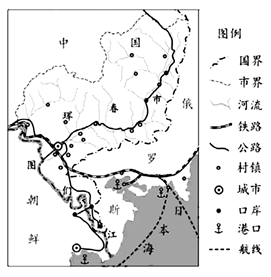 中 国
珲 春 市
俄
罗
斯
图
们
江
朝
鲜
日
本
海
图例
国界
市界
河流
铁路
公路
村镇
城市
口岸
港口
航线